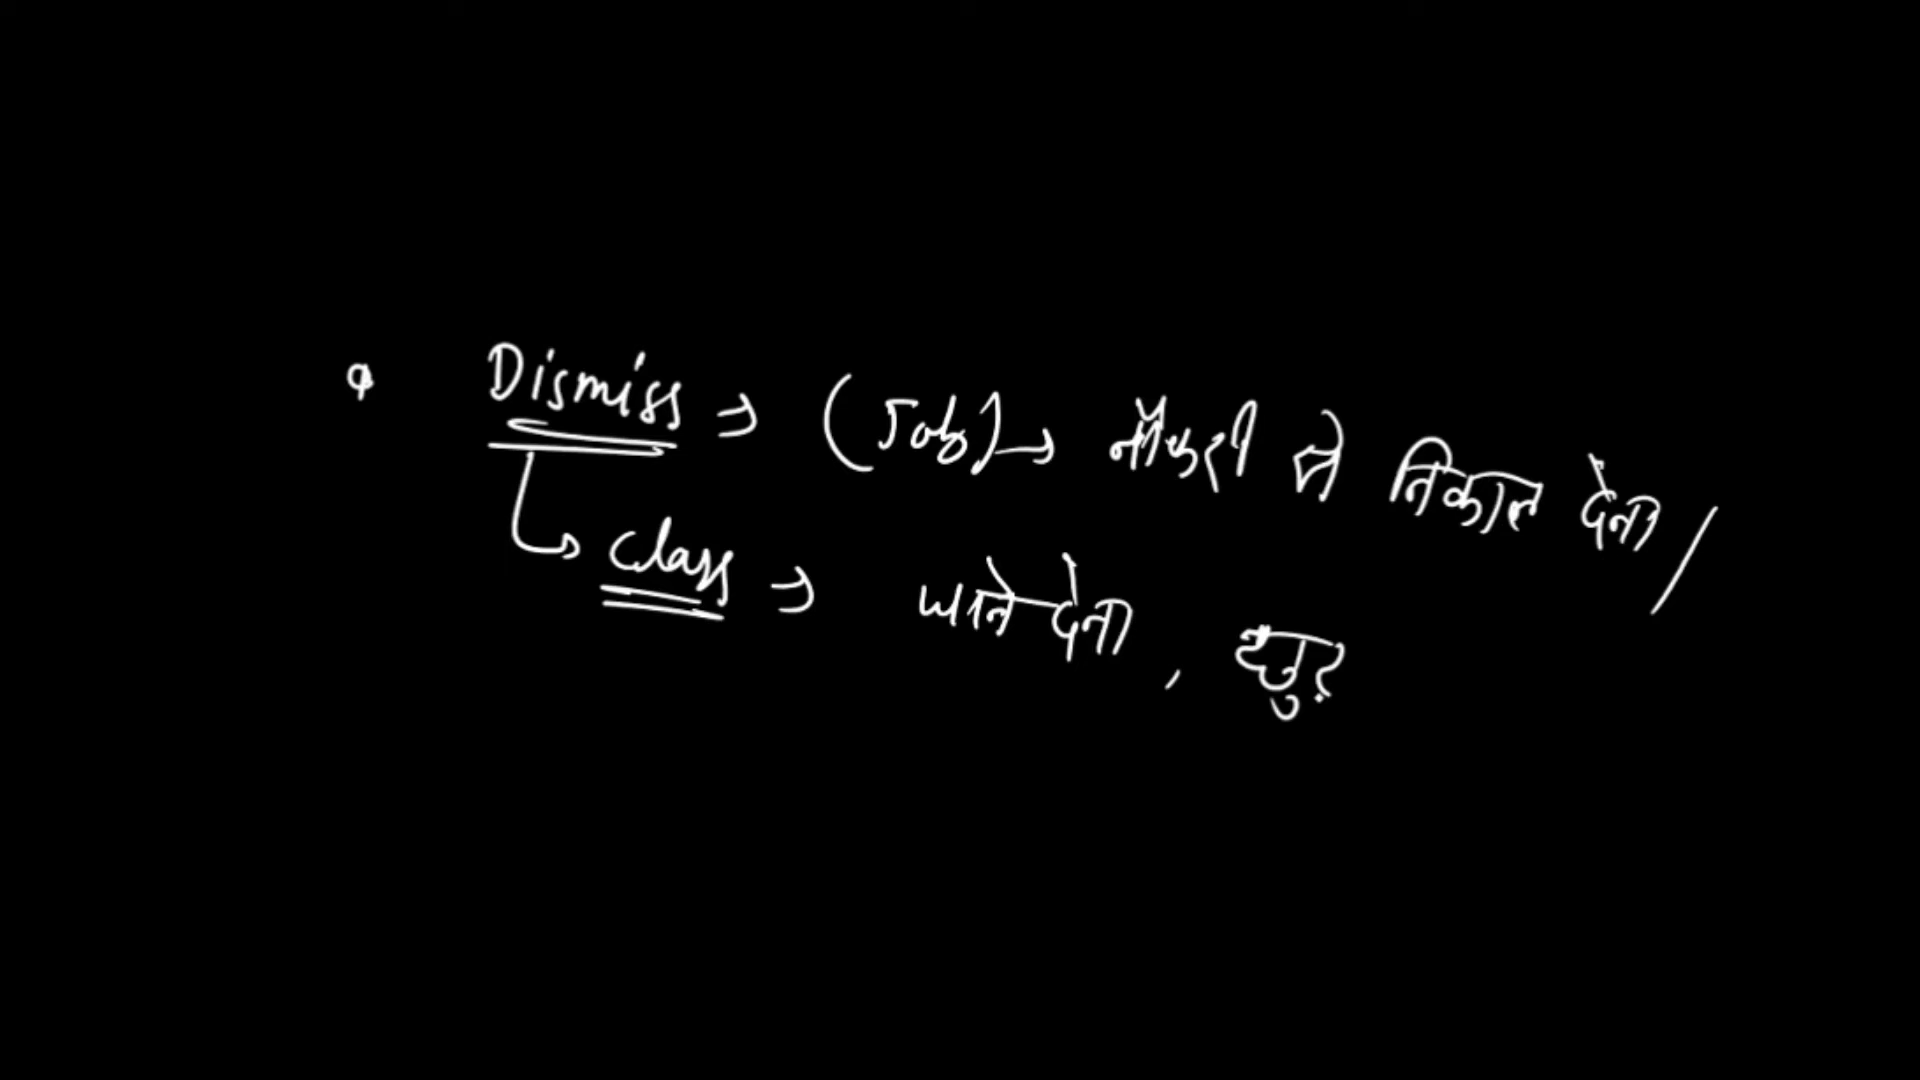 • Dismiss ⇒ (Job) → नौकरी से निकाल देना /
↳ Class ⇒ जाने देना ,